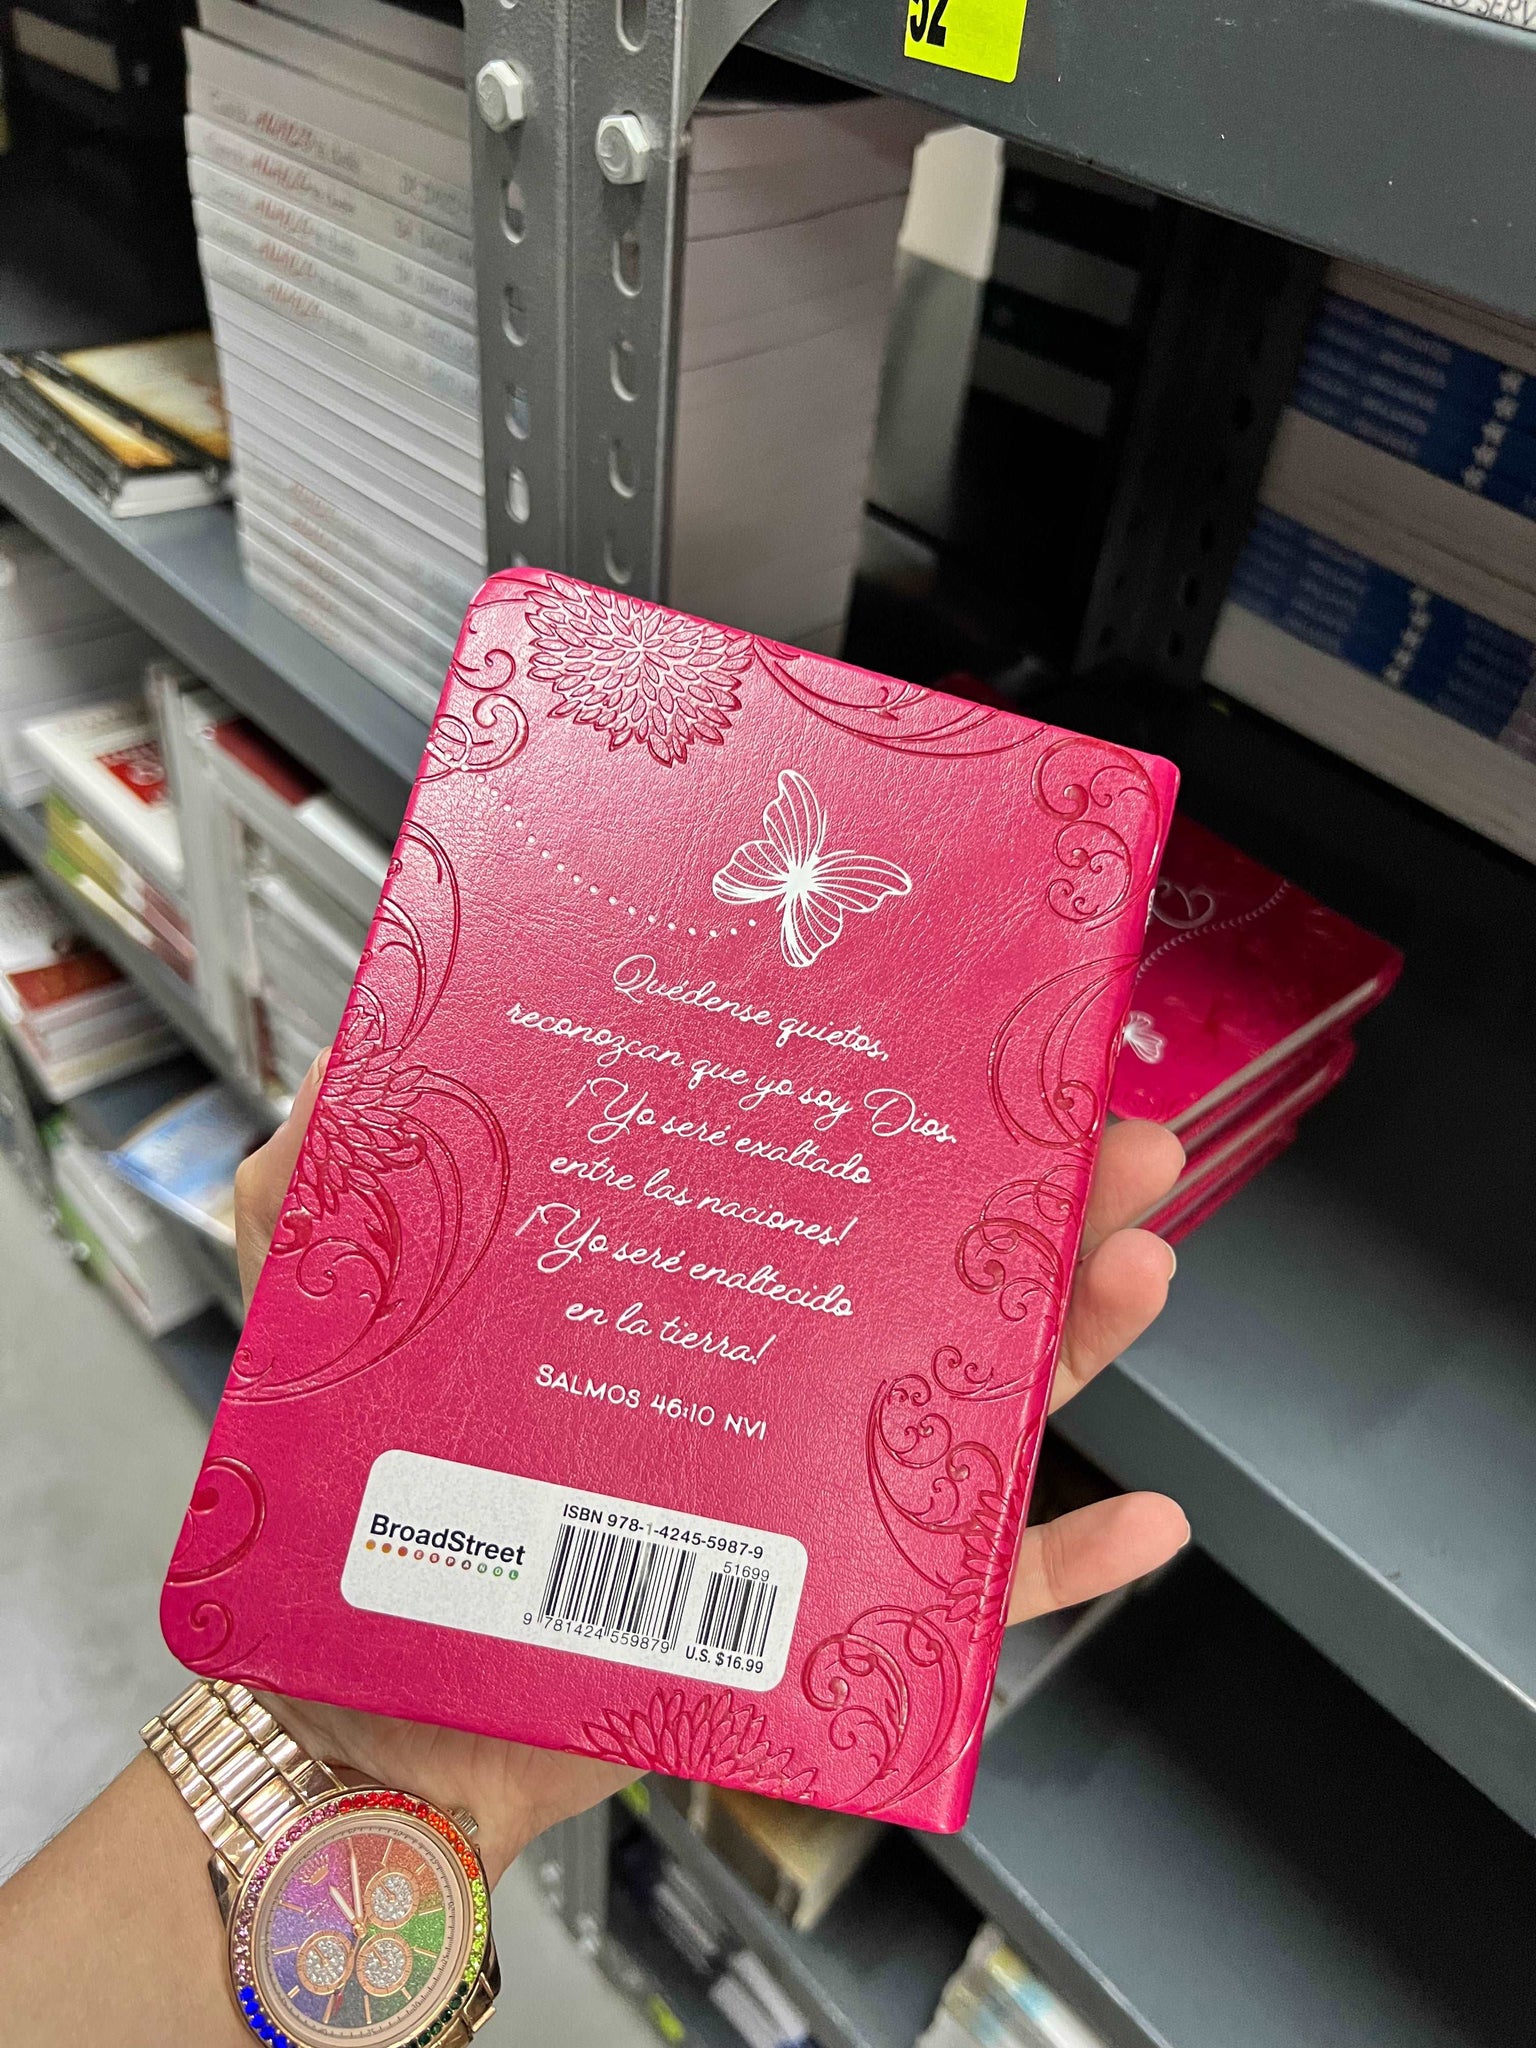 52
Quédense quietos,
reconozcan que yo soy Dios.
¡Yo seré exaltado
entre las naciones!
¡Yo seré enaltecido
en la tierra!
SALMOS 46:10 NVI
BroadStreet
ESPAÑOL
ISBN 978-1-4245-5987-9
51699
9 781424 559879
U.S. $16.99